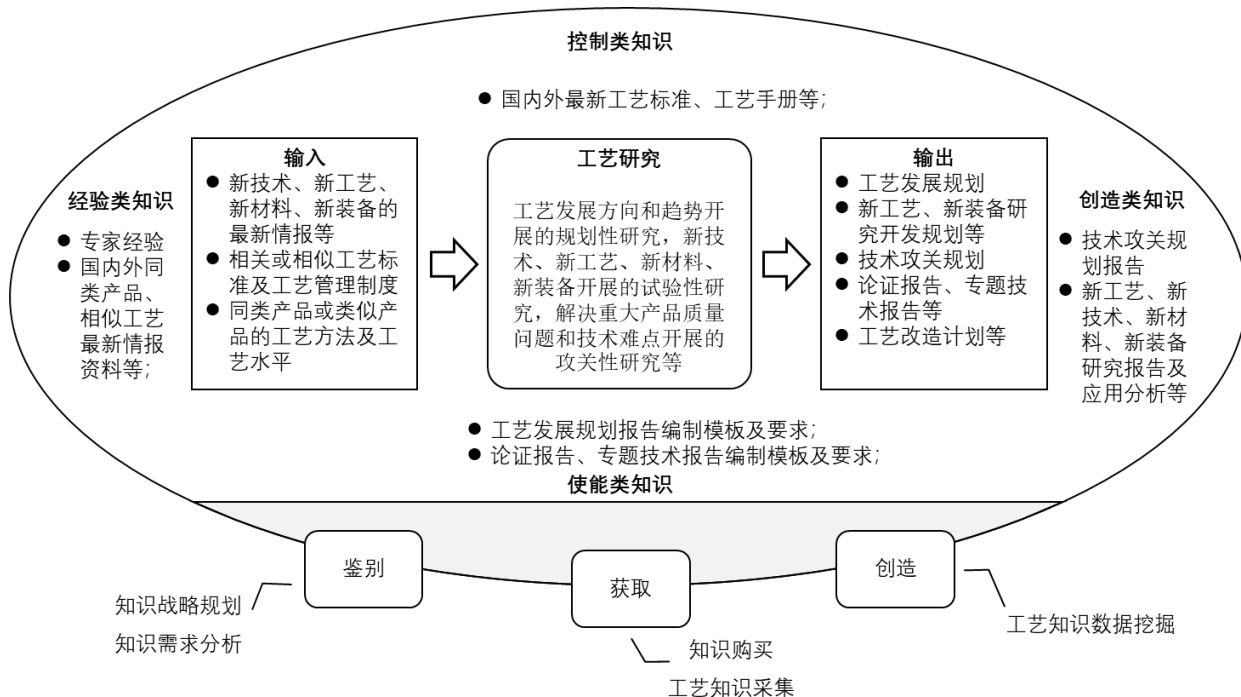 控制类知识
● 国内外最新工艺标准、工艺手册等;
经验类知识
● 专家经验
● 国内外同
类产品、
相似工艺
最新情报
资料等;
输入
● 新技术、新工艺、
新材料、新装备的
最新情报等
● 相关或相似工艺标
准及工艺管理制度
● 同类产品或类似产
品的工艺方法及工
艺水平
工艺研究
工艺发展方向和趋势开
展的规划性研究，新技
术、新工艺、新材料、
新装备开展的试验性研
究，解决重大产品质量
问题和技术难点开展的
攻关性研究等
输出
● 工艺发展规划
● 新工艺、新装备研
究开发规划等
● 技术攻关规划
● 论证报告、专题技
术报告等
● 工艺改造计划等
创造类知识
● 技术攻关规
划报告
● 新工艺、新
技术、新材
料、新装备
研究报告及
应用分析等
● 工艺发展规划报告编制模板及要求;
● 论证报告、专题技术报告编制模板及要求;
使能类知识
鉴别
获取
创造
知识战略规划
知识需求分析
知识购买
工艺知识采集
工艺知识数据挖掘